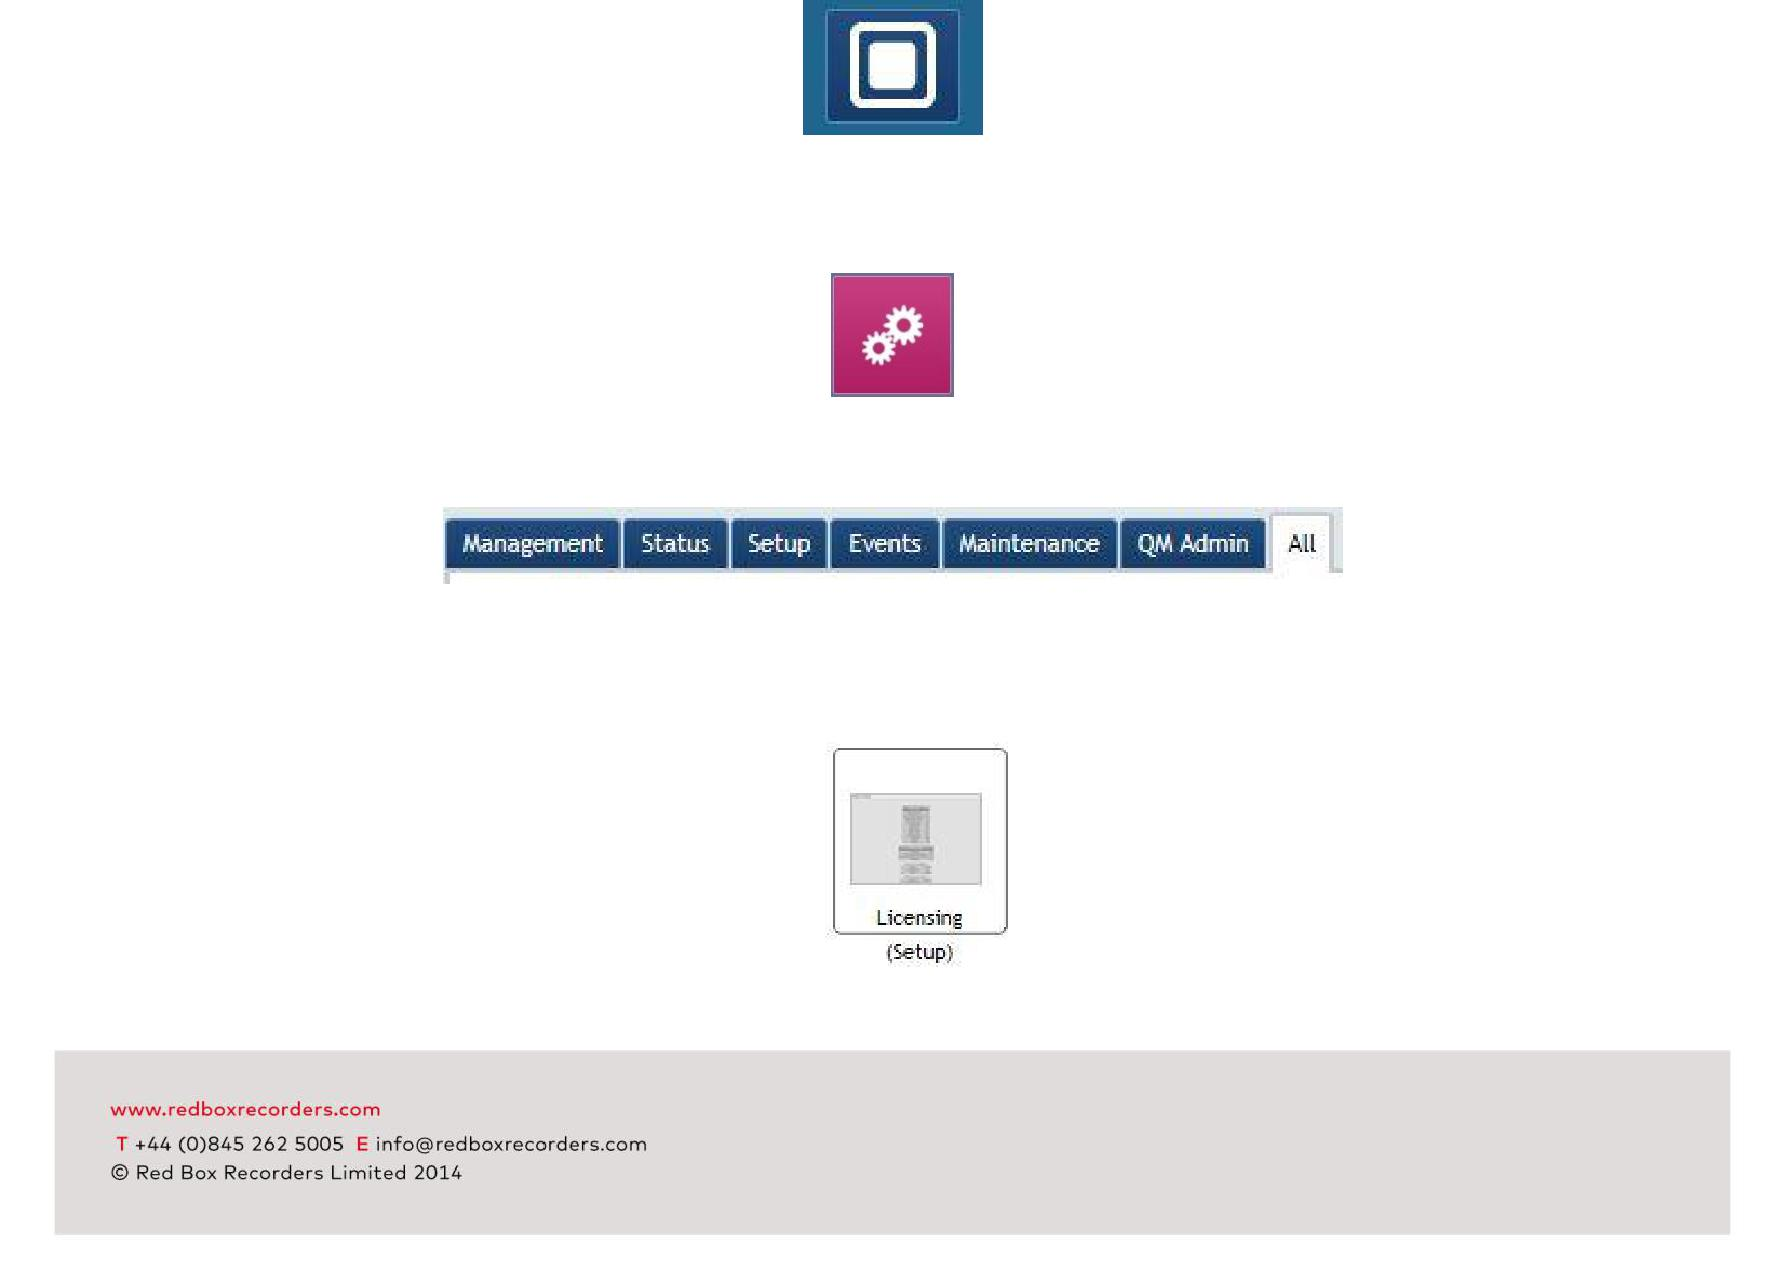 Management Status Setup Events Maintenance QM Admin All
Licensing
(Setup)
www.redboxrecorders.com
T +44 (0)845 262 5005 E info@redboxrecorders.com
© Red Box Recorders Limited 2014